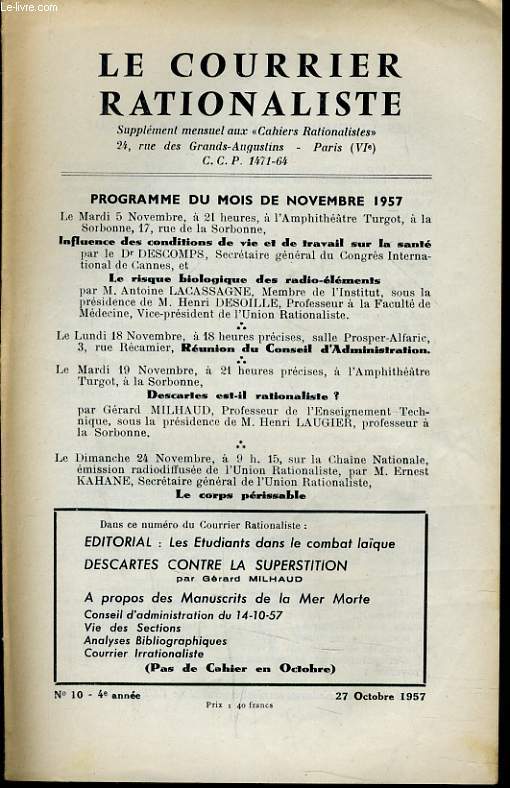 Le-livre.com
LE COURRIER
RATIONALISTE
Supplément mensuel aux «Cahiers Rationalistes»
24, rue des Grands-Augustins - Paris (VIe)
C. C. P. 1471-64
PROGRAMME DU MOIS DE NOVEMBRE 1957
Le Mardi 5 Novembre, à 21 heures, à l'Amphithéâtre Turgot, à la
Sorbonne, 17, rue de la Sorbonne,
Influence des conditions de vie et de travail sur la santé
par le Dr DESCOMPS, Secrétaire général du Congrès Interna-
tional de Cannes, et
Le risque biologique des radio-éléments
par M. Antoine LACASSAGNE, Membre de l'Institut, sous la
présidence de M. Henri DESOILLE, Professeur à la Faculté de
Médecine, Vice-président de l'Union Rationaliste.
Le Lundi 18 Novembre, à 18 heures précises, salle Prosper-Alfaric,
3, rue Récamier, Réunion du Conseil d'Administration.
Le Mardi 19 Novembre, à 21 heures précises, à l'Amphithéâtre
Turgot, à la Sorbonne,
Descartes est-il rationaliste ?
par Gérard MILHAUD, Professeur de l'Enseignement Tech-
nique, sous la présidence de M. Henri LAUGIER, professeur à
la Sorbonne.
Le Dimanche 24 Novembre, à 9 h. 15, sur la Chaîne Nationale,
émission radiodiffusée de l'Union Rationaliste, par M. Ernest
KAHANE, Secrétaire général de l'Union Rationaliste,
Le corps périssable
Dans ce numéro du Courrier Rationaliste :
EDITORIAL : Les Etudiants dans le combat laïque
DESCARTES CONTRE LA SUPERSTITION
par Gérard MILHAUD
A propos des Manuscrits de la Mer Morte
Conseil d'administration du 14-10-57
Vie des Sections
Analyses Bibliographiques
Courrier Irrationaliste
(Pas de Cahier en Octobre)
No 10 - 4e année 27 Octobre 1957
Prix : 40 francs